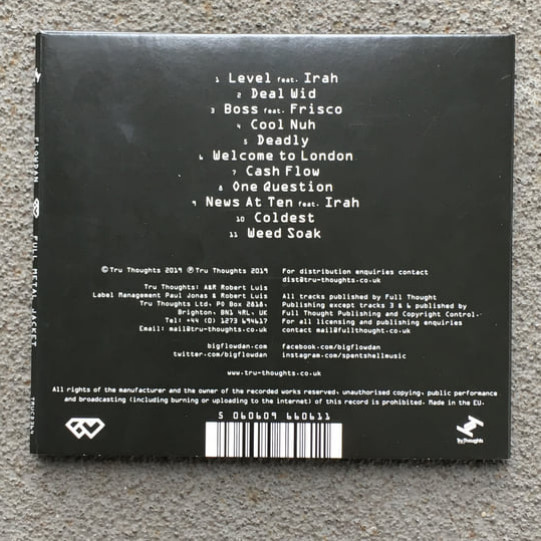 1 Level feat. Irah
2 Deal Wid
3 Boss feat. Frisco
4 Cool Nuh
5 Deadly
6 Welcome to London
7 Cash Flow
8 One Question
9 News At Ten feat. Irah
10 Coldest
11 Weed Soak
© Tru Thoughts 2019 ℗ Tru Thoughts 2019
Tru Thoughts: A&R Robert Luis
Label Management Paul Jonas & Robert Luis
Tru Thoughts Ltd, PO Box 2818,
Brighton, BN1 4RL, UK
Tel: +44 (0) 1273 694617
Email: mail@tru-thoughts.co.uk
bigflowdan.com
twitter.com/bigflowdan
For distribution enquiries contact
dist@tru-thoughts.co.uk
All tracks published by Full Thought
Publishing except tracks 3 & 6 published by
Full Thought Publishing and Copyright Control.
For all licensing and publishing enquiries
contact mail@fullthought.co.uk
facebook.com/bigflowdan
instagram.com/spentshellmusic
www.tru-thoughts.co.uk
All rights of the manufacturer and the owner of the recorded works reserved, unauthorised copying, public performance
and broadcasting (including burning or uploading to the internet) of this record is prohibited. Made in the EU.
5 060609 660611
Tru Thoughts
FLOWDAN FULL METAL JACKET